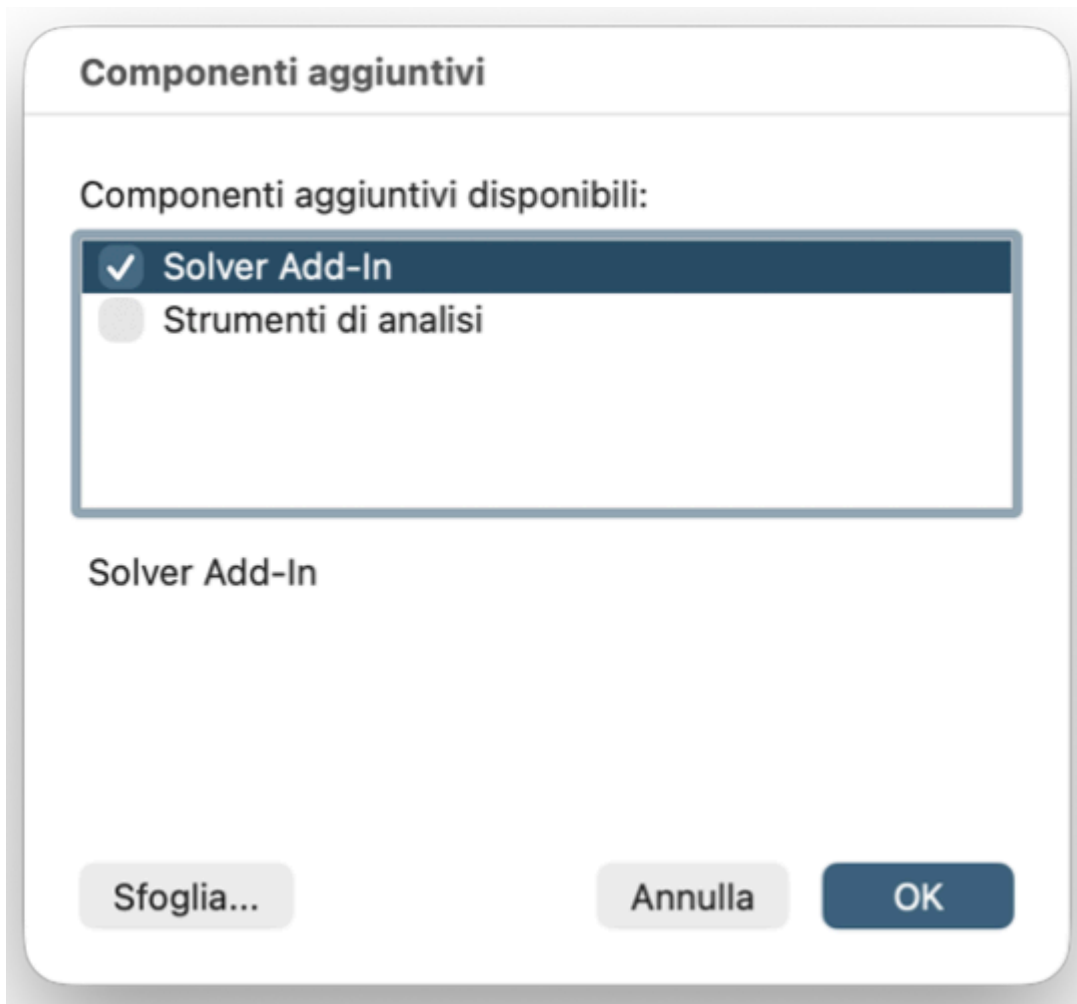 Componenti aggiuntivi
Componenti aggiuntivi disponibili:
Solver Add-In
Strumenti di analisi
Solver Add-In
Sfoglia... Annulla OK